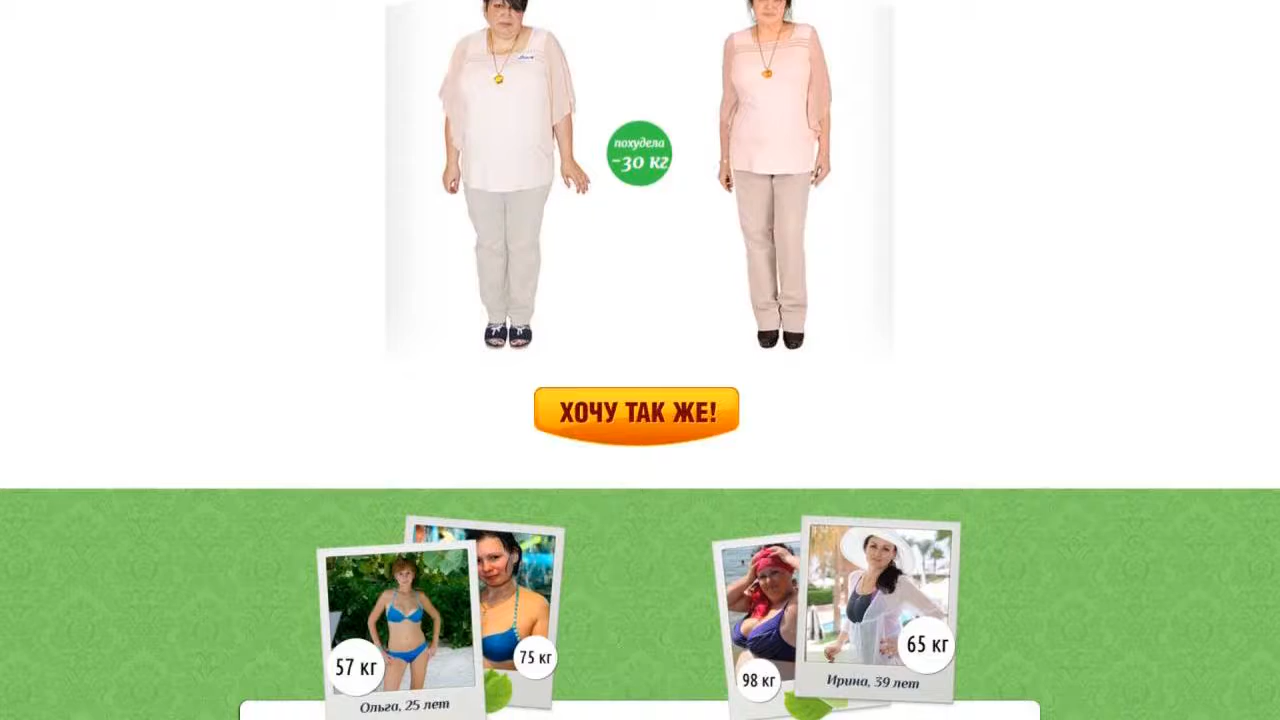 похудела
~30 кг
ХОЧУ ТАК ЖЕ!
57 кг
75 кг
Ольга, 25 лет
98 кг
65 кг
Ирина, 39 лет